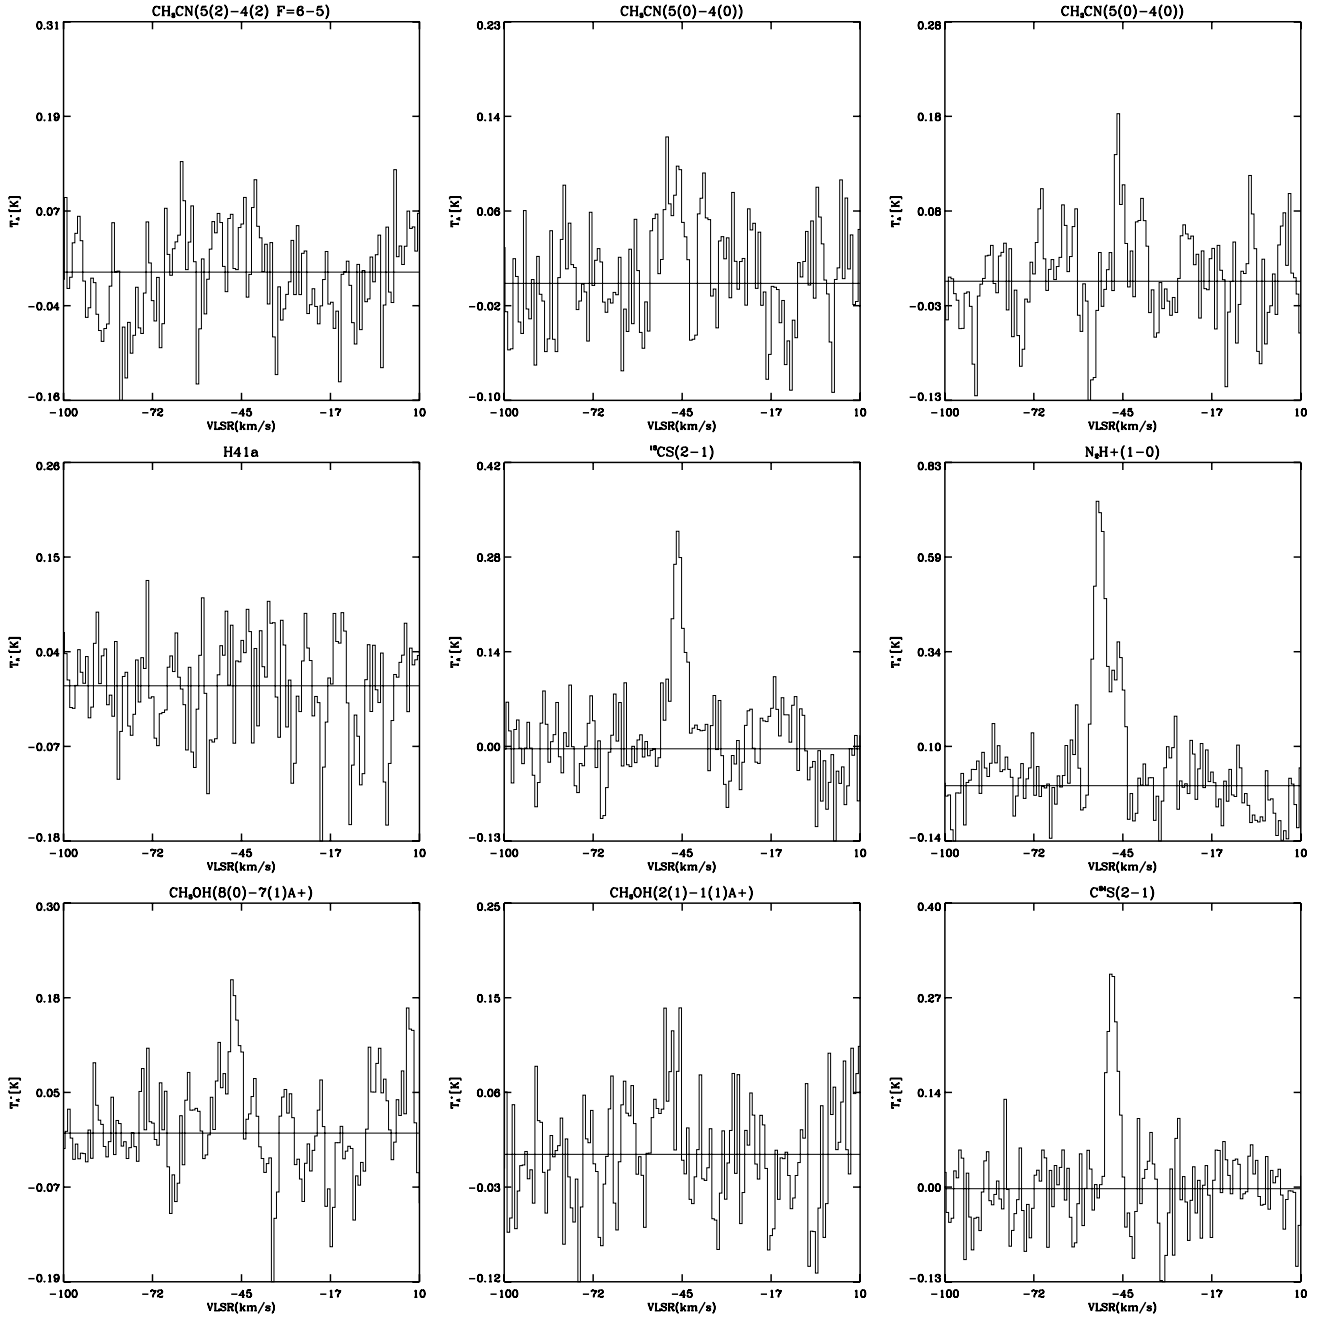 CH₃CN(5(2)-4(2) F=6-5)
0.31
0.19
0.07
-0.04
-0.16
T*A[K]
-100 -72 -45 -17 10
VLSR(km/s)
CH₃CN(5(0)-4(0))
0.23
0.14
0.06
-0.02
-0.10
T*A[K]
-100 -72 -45 -17 10
VLSR(km/s)
CH₃CN(5(0)-4(0))
0.28
0.18
0.08
-0.03
-0.13
T*A[K]
-100 -72 -45 -17 10
VLSR(km/s)
H41a
0.26
0.15
0.04
-0.07
-0.18
T*A[K]
-100 -72 -45 -17 10
VLSR(km/s)
¹³CS(2-1)
0.42
0.28
0.14
0.00
-0.13
T*A[K]
-100 -72 -45 -17 10
VLSR(km/s)
N₂H+(1-0)
0.83
0.59
0.34
0.10
-0.14
T*A[K]
-100 -72 -45 -17 10
VLSR(km/s)
CH₃OH(8(0)-7(1)A+)
0.30
0.18
0.05
-0.07
-0.19
T*A[K]
-100 -72 -45 -17 10
VLSR(km/s)
CH₃OH(2(1)-1(1)A+)
0.25
0.15
0.06
-0.03
-0.12
T*A[K]
-100 -72 -45 -17 10
VLSR(km/s)
C³⁴S(2-1)
0.40
0.27
0.14
0.00
-0.13
T*A[K]
-100 -72 -45 -17 10
VLSR(km/s)